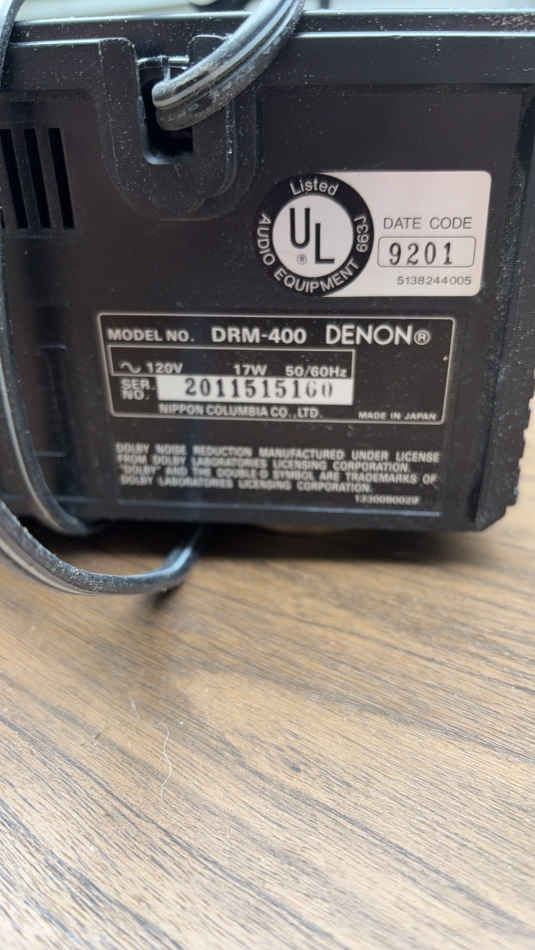 Listed
UL
®
AUDIO EQUIPMENT 663J
DATE CODE
9201
5138244005
MODEL NO. DRM-400 DENON®
~ 120V 17W 50/60Hz
SER. NO. 2011515160
NIPPON COLUMBIA CO., LTD. MADE IN JAPAN
DOLBY NOISE REDUCTION MANUFACTURED UNDER LICENSE
FROM DOLBY LABORATORIES LICENSING CORPORATION.
"DOLBY" AND THE DOUBLE-D SYMBOL ARE TRADEMARKS OF
DOLBY LABORATORIES LICENSING CORPORATION.